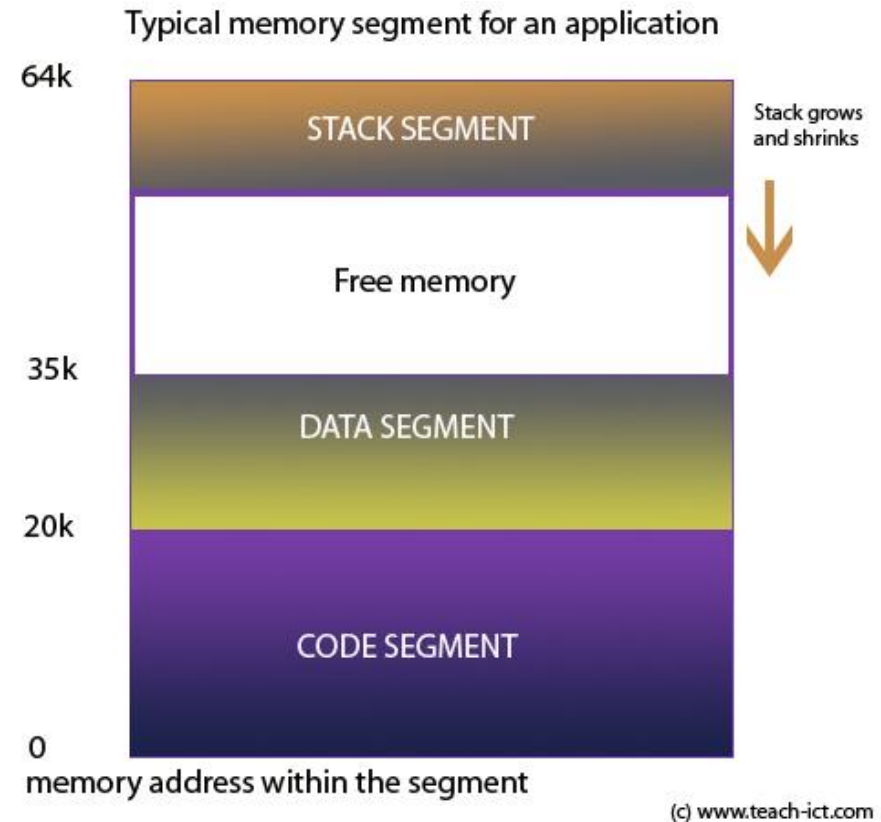 Typical memory segment for an application
64k
STACK SEGMENT
Stack grows
and shrinks
Free memory
35k
DATA SEGMENT
20k
CODE SEGMENT
0
memory address within the segment
(c) www.teach-ict.com